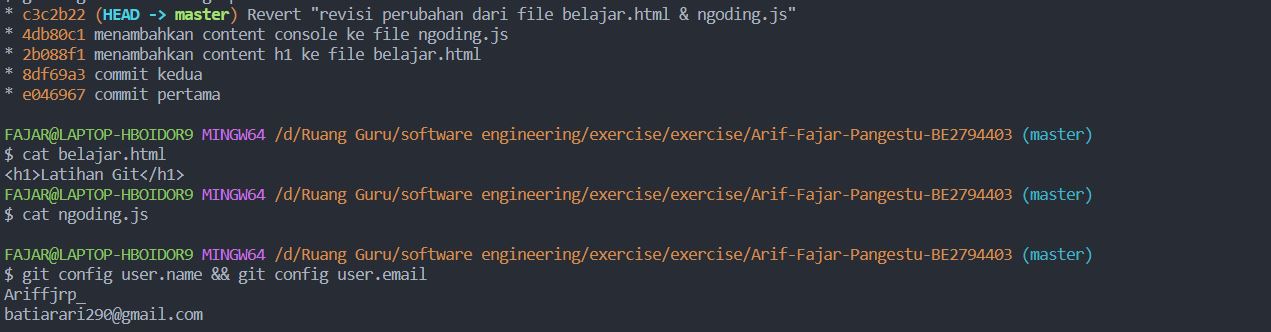 * c3c2b22 (HEAD -> master) Revert "revisi perubahan dari file belajar.html & ngoding.js"
* 4db80c1 menambahkan content console ke file ngoding.js
* 2b088f1 menambahkan content h1 ke file belajar.html
* 8df69a3 commit kedua
* e046967 commit pertama
FAJAR@LAPTOP-HBOIDOR9 MINGW64 /d/Ruang Guru/software engineering/exercise/exercise/Arif-Fajar-Pangestu-BE2794403 (master)
$ cat belajar.html
<h1>Latihan Git</h1>
FAJAR@LAPTOP-HBOIDOR9 MINGW64 /d/Ruang Guru/software engineering/exercise/exercise/Arif-Fajar-Pangestu-BE2794403 (master)
$ cat ngoding.js
FAJAR@LAPTOP-HBOIDOR9 MINGW64 /d/Ruang Guru/software engineering/exercise/exercise/Arif-Fajar-Pangestu-BE2794403 (master)
$ git config user.name && git config user.email
Ariffjrp_
batiarari290@gmail.com